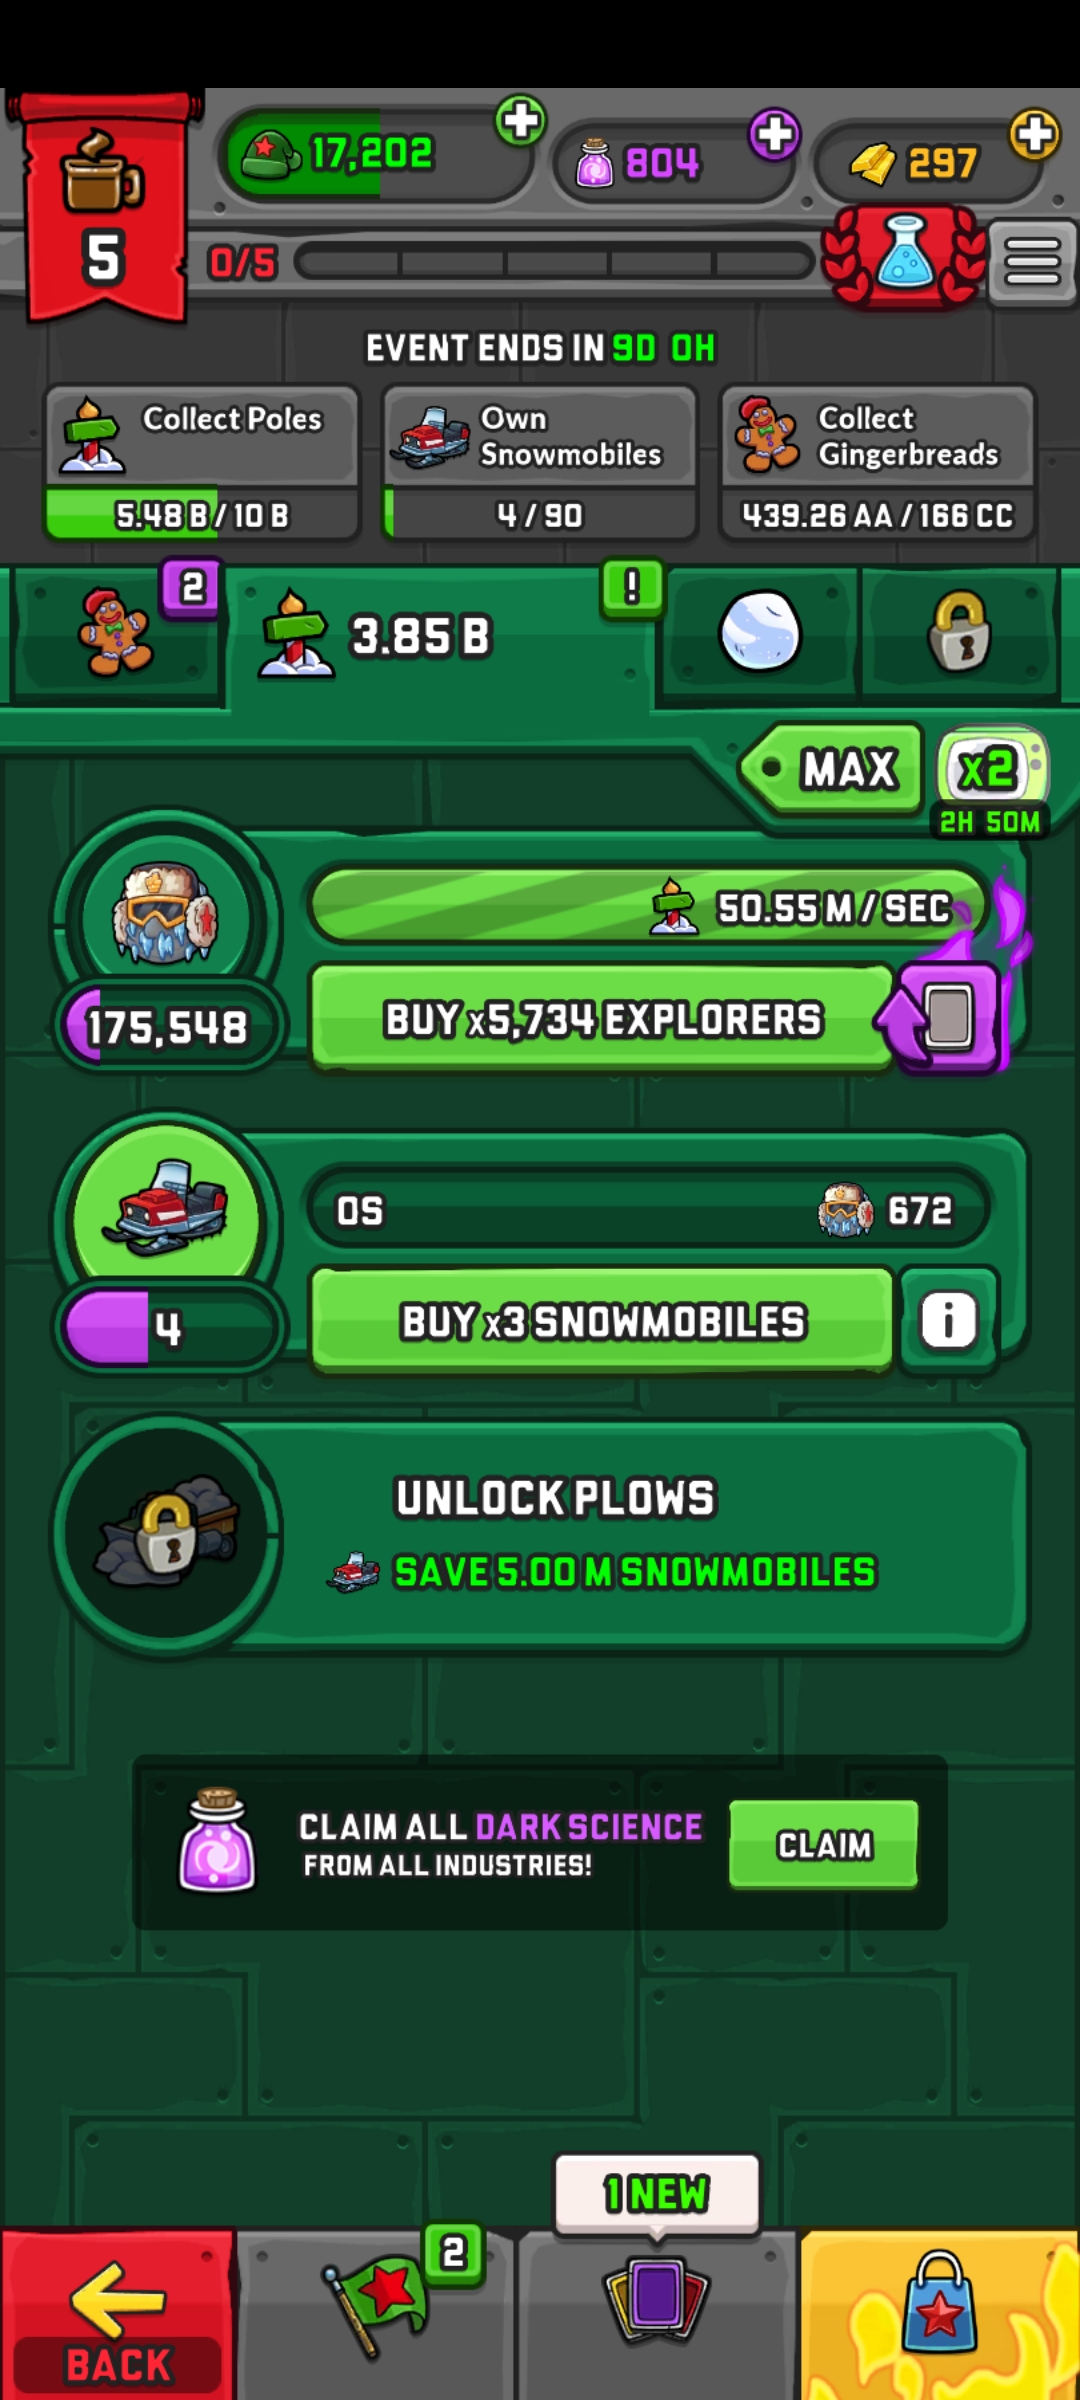 17,202
804
297
5
0/5
EVENT ENDS IN 9D 0H
Collect Poles
5.48 B / 10 B
Own
Snowmobiles
4 / 90
Collect
Gingerbreads
439.26 AA / 166 CC
2
3.85 B
!
MAX
x2
2H 50M
50.55 M / SEC
175,548
BUY x5,734 EXPLORERS
0S
672
4
BUY x3 SNOWMOBILES
i
UNLOCK PLOWS
SAVE 5.00 M SNOWMOBILES
CLAIM ALL DARK SCIENCE
FROM ALL INDUSTRIES!
CLAIM
1 NEW
2
BACK